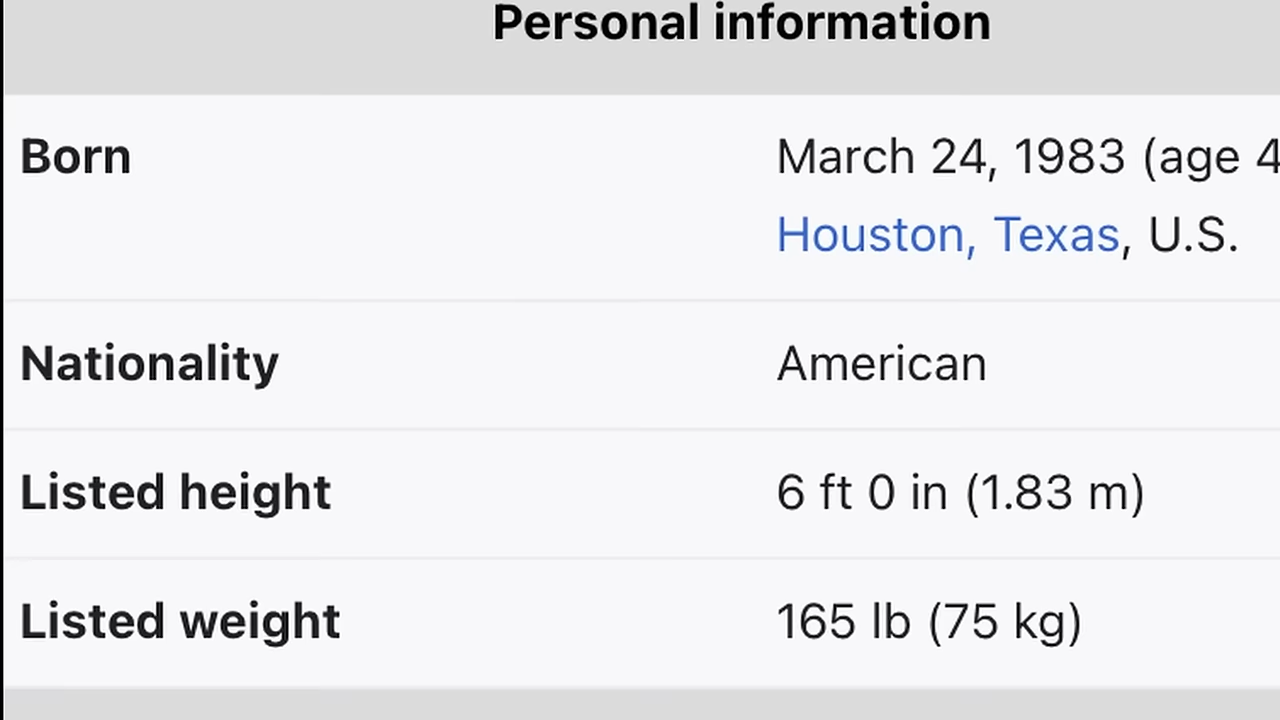 Personal information
Born March 24, 1983 (age 4
Houston, Texas, U.S.
Nationality American
Listed height 6 ft 0 in (1.83 m)
Listed weight 165 lb (75 kg)